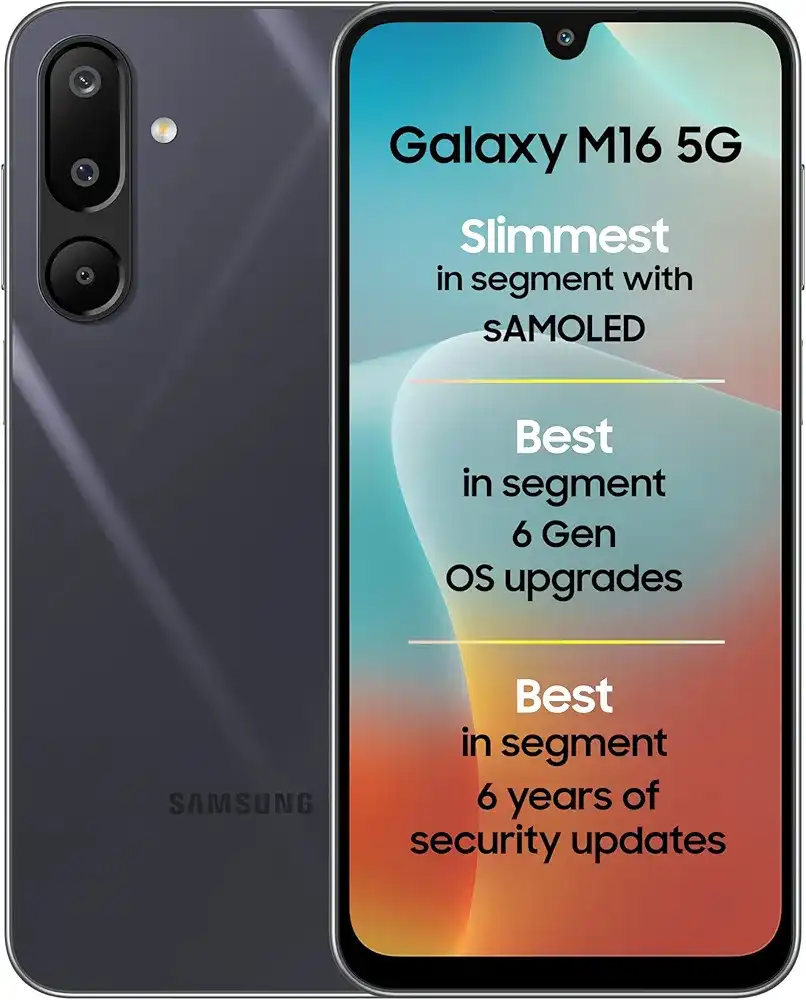 Galaxy M16 5G
Slimmest
in segment with
sAMOLED
Best
in segment
6 Gen
OS upgrades
Best
in segment
6 years of
security updates
SAMSUNG